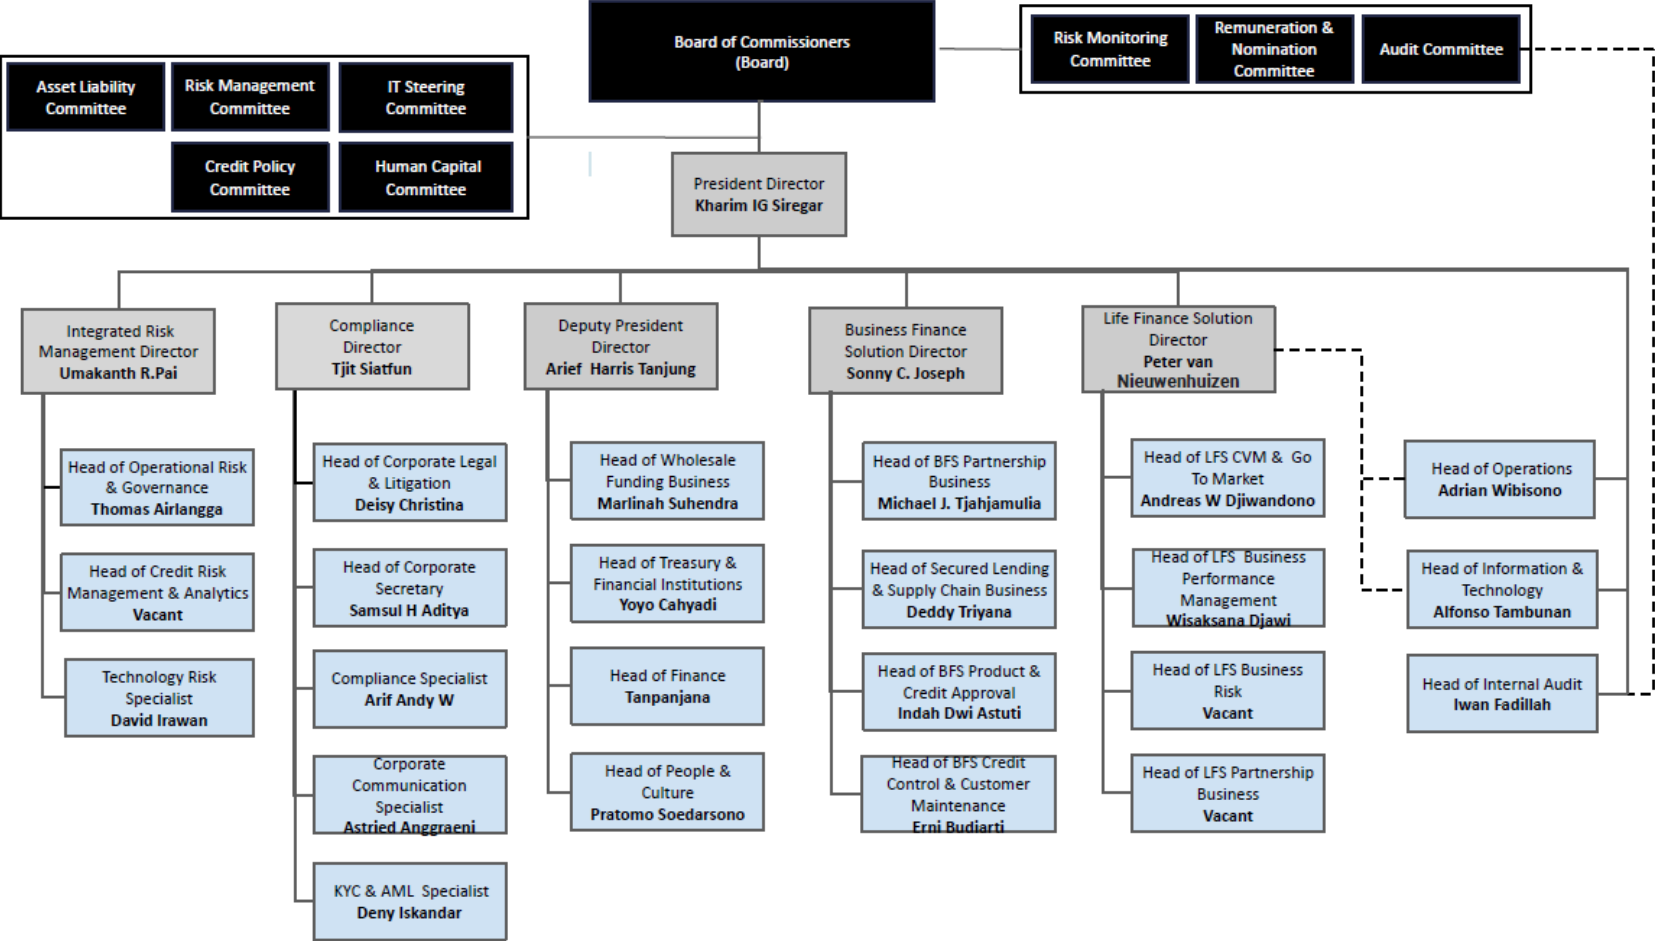 Board of Commissioners
(Board)
Risk Monitoring
Committee
Remuneration &
Nomination
Committee
Audit Committee
Asset Liability
Committee
Risk Management
Committee
IT Steering
Committee
Credit Policy
Committee
Human Capital
Committee
President Director
Kharim IG Siregar
Integrated Risk
Management Director
Umakanth R.Pai
Compliance
Director
Tjit Siatfun
Deputy President
Director
Arief Harris Tanjung
Business Finance
Solution Director
Sonny C. Joseph
Life Finance Solution
Director
Peter van
Nieuwenhuizen
Head of Operational Risk
& Governance
Thomas Airlangga
Head of Credit Risk
Management & Analytics
Vacant
Technology Risk
Specialist
David Irawan
Head of Corporate Legal
& Litigation
Deisy Christina
Head of Corporate
Secretary
Samsul H Aditya
Compliance Specialist
Arif Andy W
Corporate
Communication
Specialist
Astried Anggraeni
KYC & AML Specialist
Deny Iskandar
Head of Wholesale
Funding Business
Marlinah Suhendra
Head of Treasury &
Financial Institutions
Yoyo Cahyadi
Head of Finance
Tanpanjana
Head of People &
Culture
Pratomo Soedarsono
Head of BFS Partnership
Business
Michael J. Tjahjamulia
Head of Secured Lending
& Supply Chain Business
Deddy Triyana
Head of BFS Product &
Credit Approval
Indah Dwi Astuti
Head of BFS Credit
Control & Customer
Maintenance
Erni Budiarti
Head of LFS CVM & Go
To Market
Andreas W Djiwandono
Head of LFS Business
Performance
Management
Wisaksana Djawi
Head of LFS Business
Risk
Vacant
Head of LFS Partnership
Business
Vacant
Head of Operations
Adrian Wibisono
Head of Information &
Technology
Alfonso Tambunan
Head of Internal Audit
Iwan Fadillah